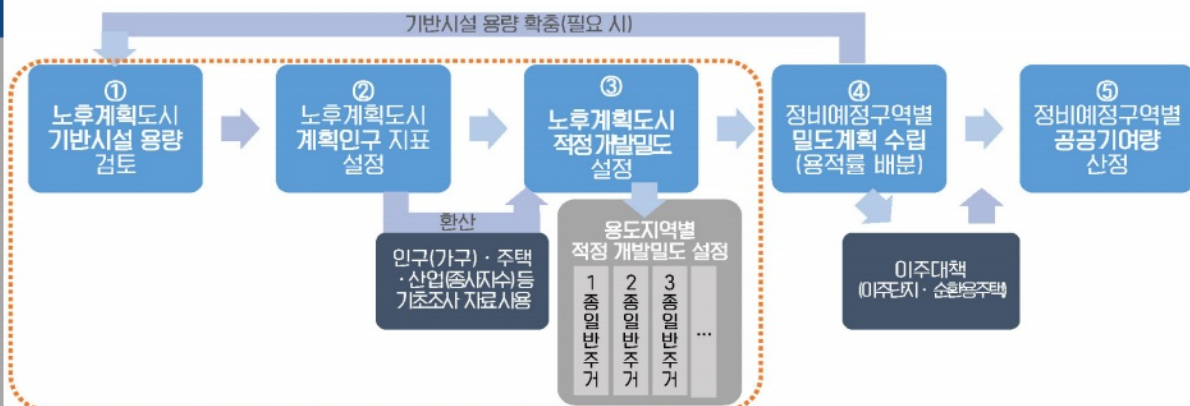 기반시설 용량 확충(필요 시)
①
노후계획도시
기반시설 용량
검토
②
노후계획도시
계획인구 지표
설정
③
노후계획도시
적정 개발밀도
설정
④
정비예정구역별
밀도계획 수립
(용적률 배분)
⑤
정비예정구역별
공공기여량
산정
환산
인구(가구) · 주택
· 산업(종사자수) 등
기초조사 자료 사용
용도지역별
적정 개발밀도 설정
1종일반주거
2종일반주거
3종일반주거
...
이주대책
(이주단지 · 순환용주택)